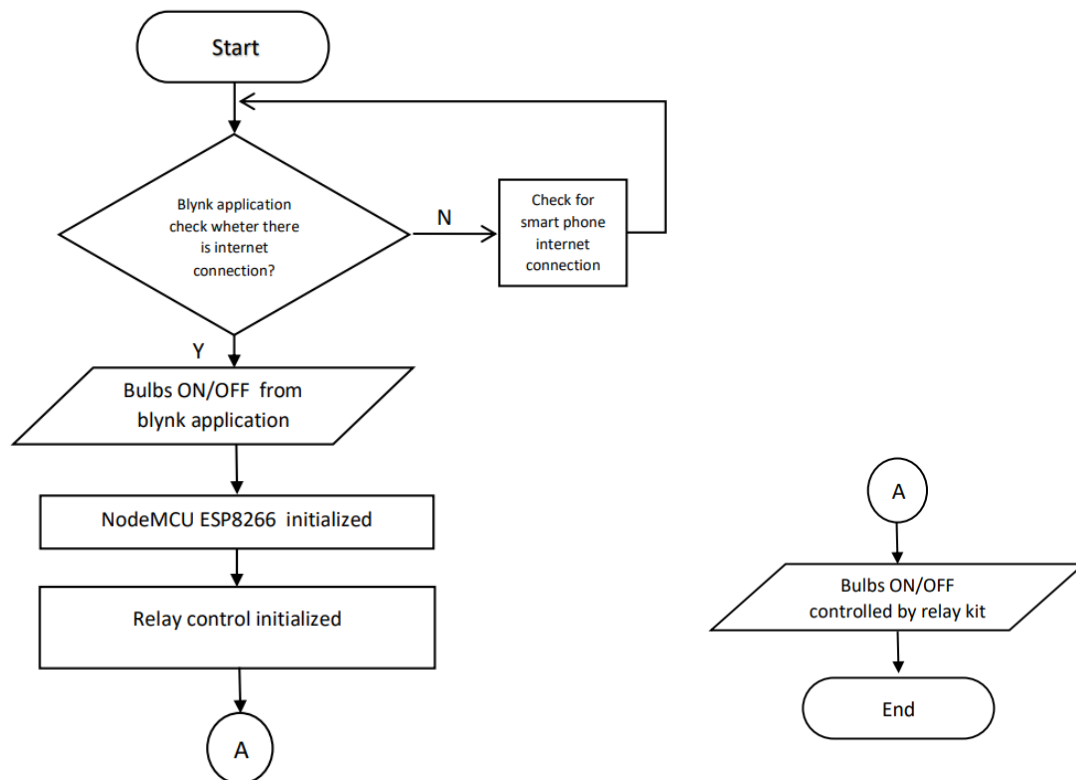 Start
Blynk application
check wheter there
is internet
connection?
N
Check for
smart phone
internet
connection
Y
Bulbs ON/OFF from
blynk application
NodeMCU ESP8266 initialized
Relay control initialized
A
A
Bulbs ON/OFF
controlled by relay kit
End